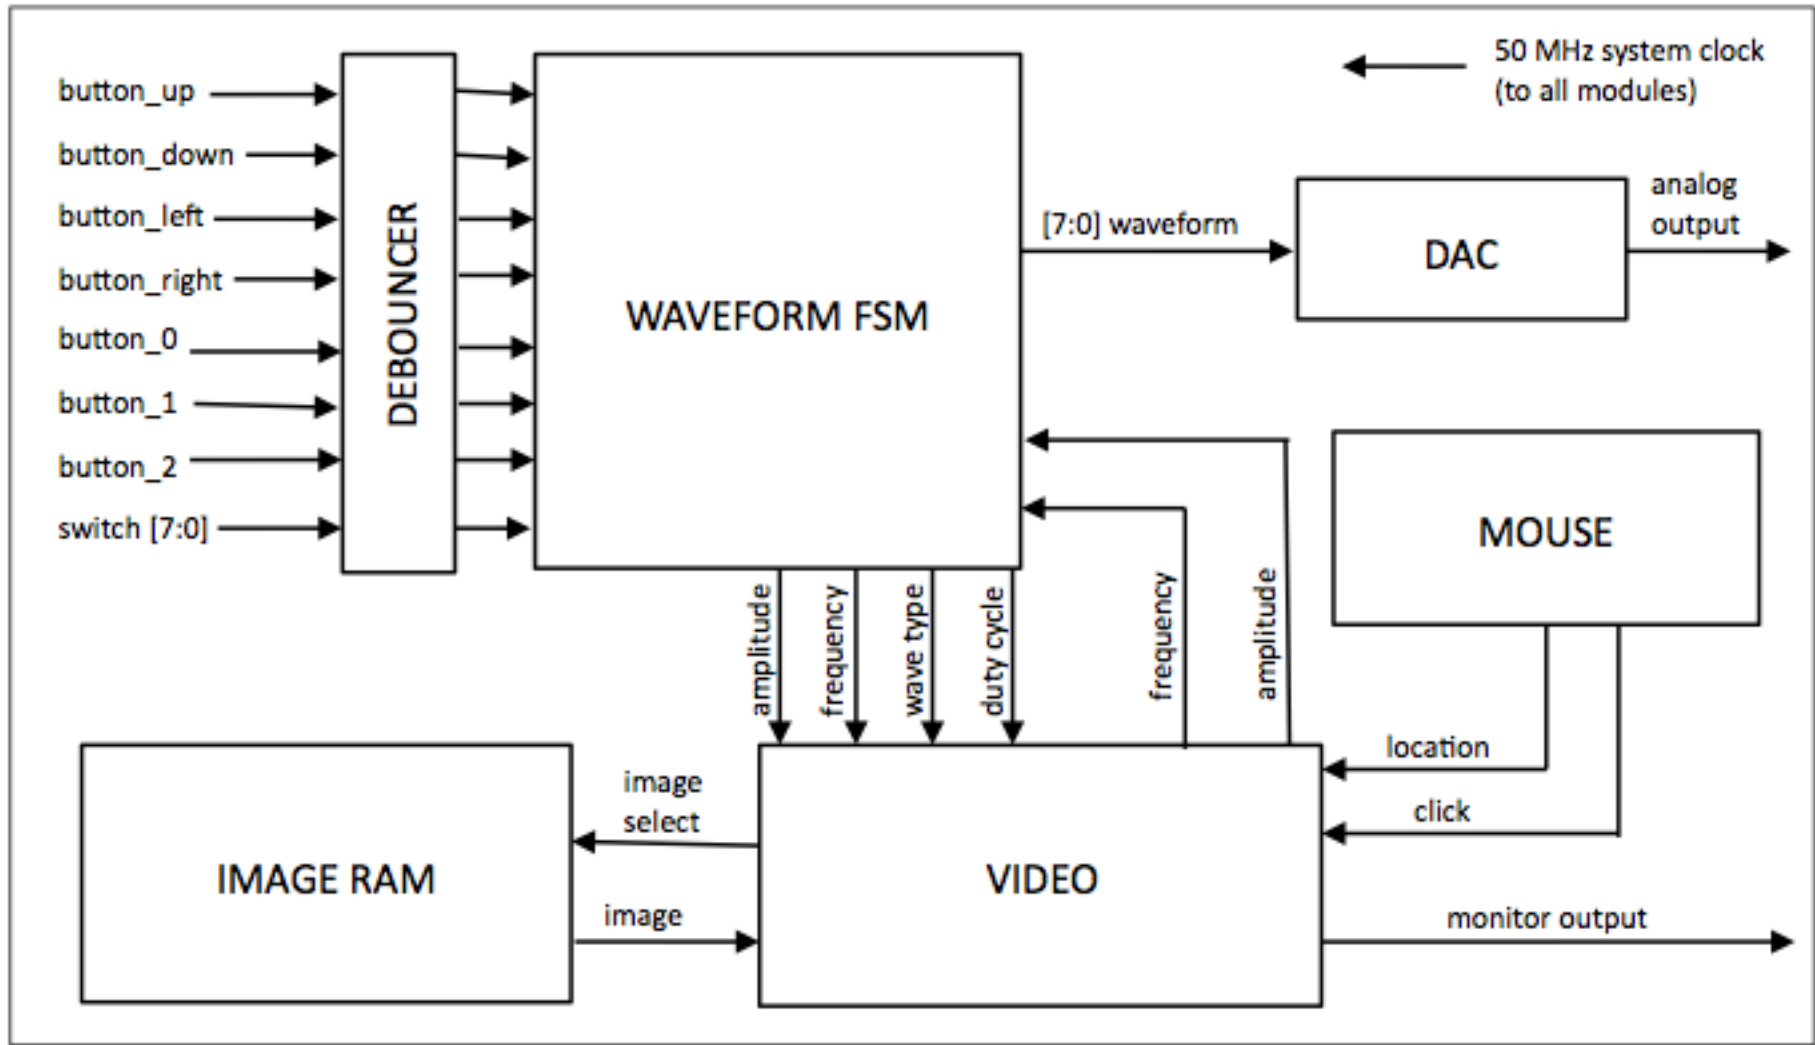 button_up
button_down
button_left
button_right
button_0
button_1
button_2
switch [7:0]
DEBOUNCER
WAVEFORM FSM
50 MHz system clock
(to all modules)
[7:0] waveform
DAC
analog
output
MOUSE
amplitude
frequency
wave type
duty cycle
frequency
amplitude
location
click
image
select
IMAGE RAM
image
VIDEO
monitor output